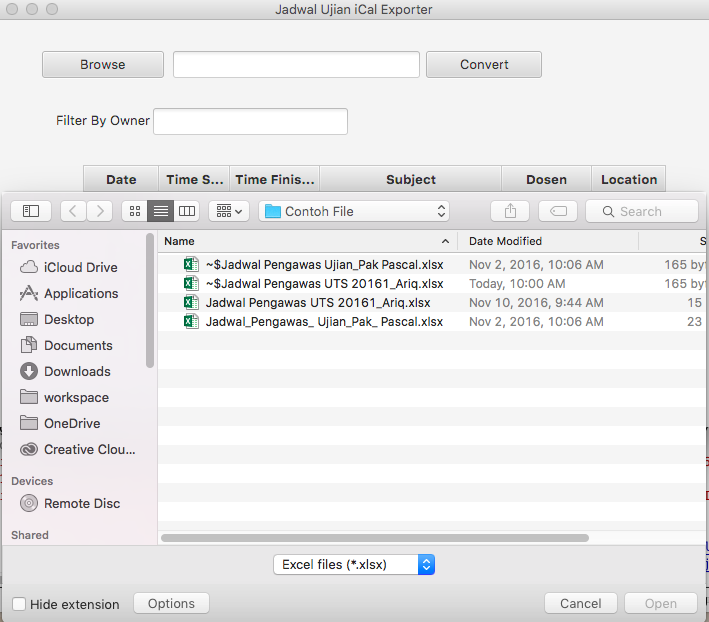 Jadwal Ujian iCal Exporter
Browse Convert
Filter By Owner
Date Time S... Time Finis... Subject Dosen Location
Contoh File Search
Favorites
iCloud Drive
Applications
Desktop
Documents
Downloads
workspace
OneDrive
Creative Clou...
Devices
Remote Disc
Shared
Name Date Modified S
~$Jadwal Pengawas Ujian_Pak Pascal.xlsx Nov 2, 2016, 10:06 AM 165 by
~$Jadwal Pengawas UTS 20161_Ariq.xlsx Today, 10:00 AM 165 by
Jadwal Pengawas UTS 20161_Ariq.xlsx Nov 10, 2016, 9:44 AM 15
Jadwal_Pengawas_ Ujian_Pak_ Pascal.xlsx Nov 2, 2016, 10:06 AM 23
Excel files (*.xlsx)
Hide extension Options Cancel Open